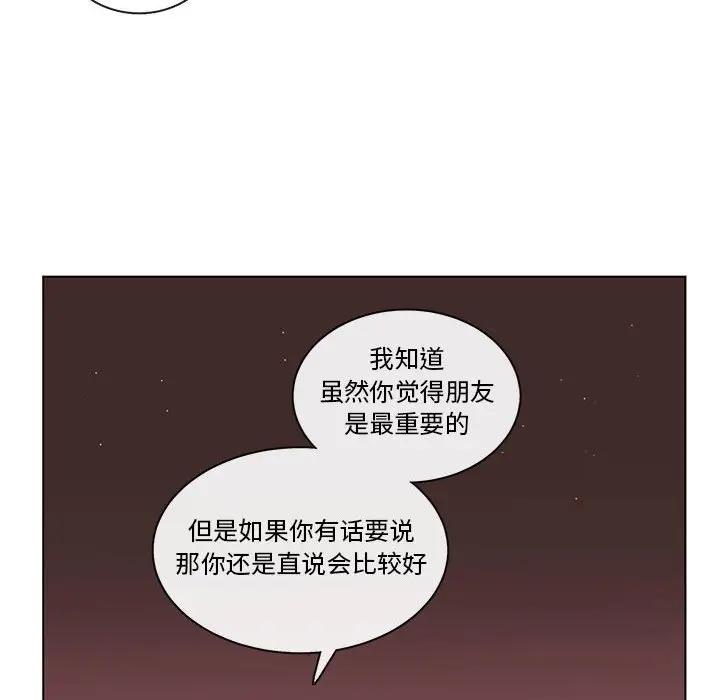 我知道
虽然你觉得朋友
是最重要的
但是如果你有话要说
那你还是直说会比较好